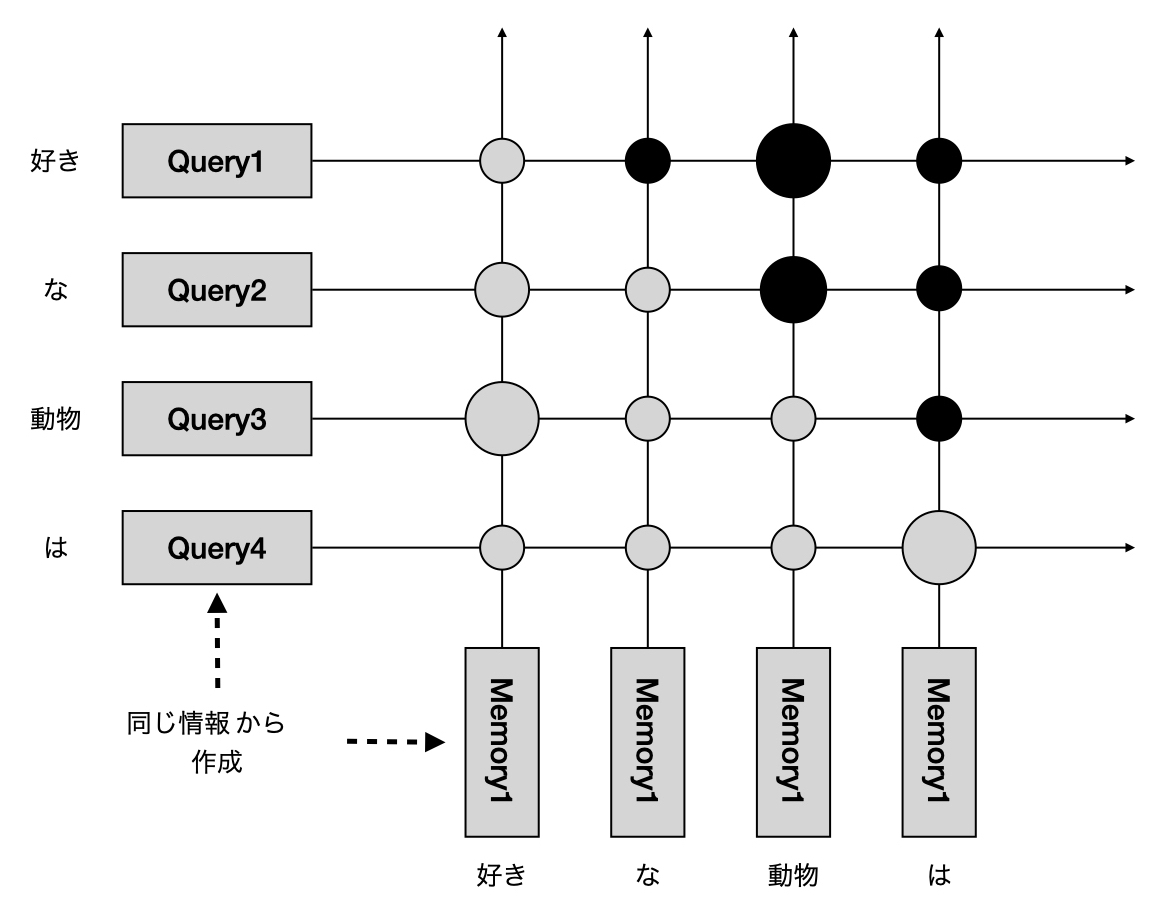 好き
Query1
な
Query2
動物
Query3
は
Query4
同じ情報から
作成
Memory1
Memory1
Memory1
Memory1
好き
な
動物
は